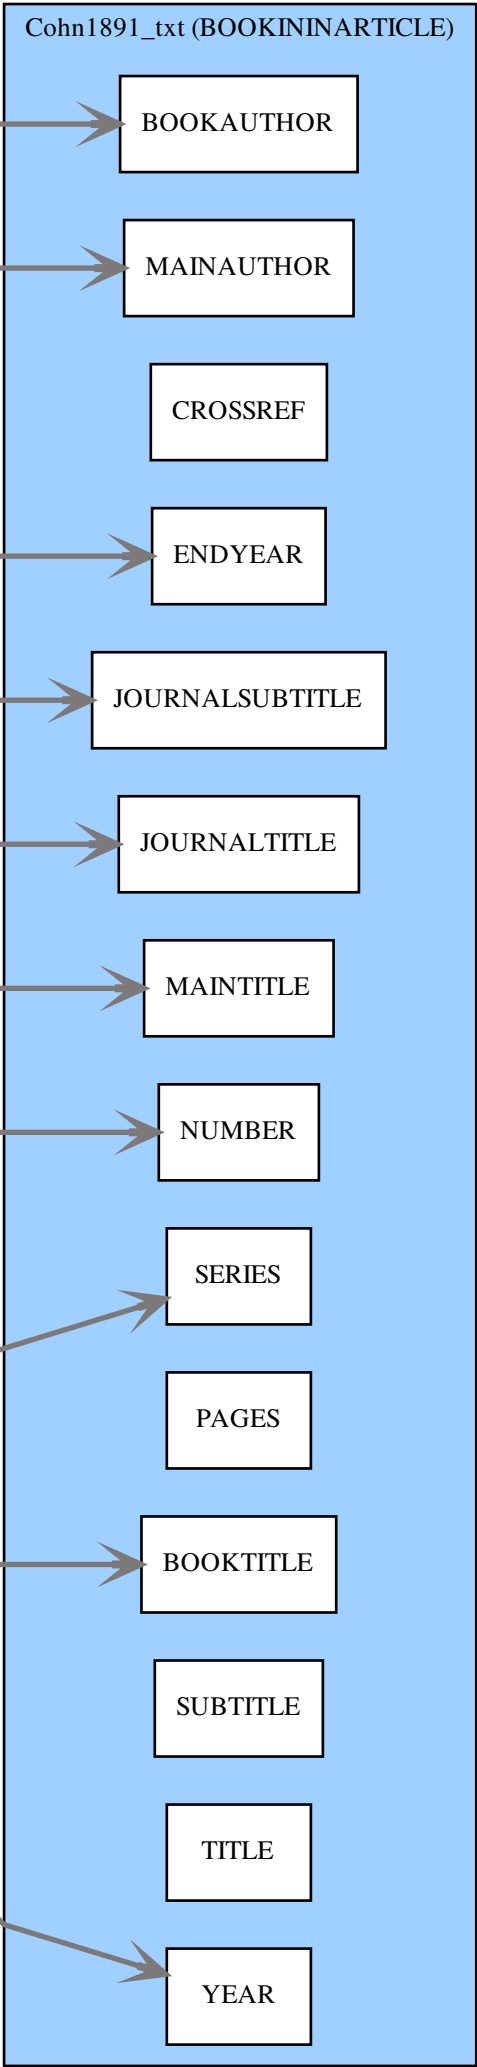 Cohn1891_txt (BOOKININARTICLE)
BOOKAUTHOR
MAINAUTHOR
CROSSREF
ENDYEAR
JOURNALSUBTITLE
JOURNALTITLE
MAINTITLE
NUMBER
SERIES
PAGES
BOOKTITLE
SUBTITLE
TITLE
YEAR